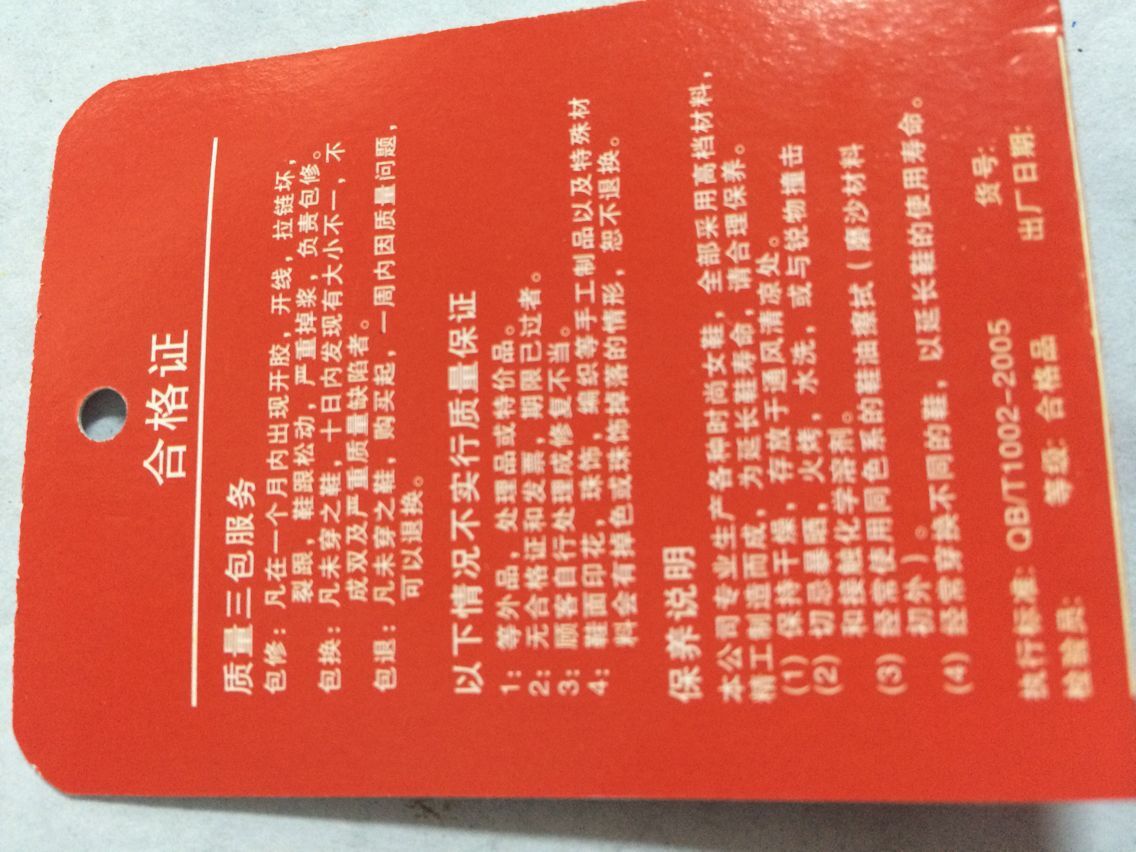 合格证
质量三包服务
包修：凡在一个月内出现开胶，开线，拉链坏，
裂跟，鞋跟松动，严重掉浆，负责包修。
包换：凡未穿之鞋，十日内发现有大小不一，不
成双及严重质量缺陷者。
包退：凡未穿之鞋，购买起，一周内因质量问题，
可以退换。
以下情况不实行质量保证
1：等外品，处理品或特价品。
2：无合格证和发票，期限已过者。
3：顾客自行处理成修复不当。
4：鞋面印花，珠饰，编织等手工制品以及特殊材
料会有掉色或珠饰掉落的情形，恕不退换。
保养说明
本公司专业生产各种时尚女鞋，全部采用高档材料，
精工制造而成，为延长鞋寿命，请合理保养。
(1) 保持干燥，存放于通风清凉处。
(2) 切忌暴晒，火烤，水洗，或与锐物撞击
和接触化学溶剂。
(3) 经常使用同色系的鞋油擦拭（磨沙材料
初外）。
(4) 经常穿换不同的鞋，以延长鞋的使用寿命。
执行标准：QB/T1002-2005 货号：
检验员： 等级：合格品 出厂日期：